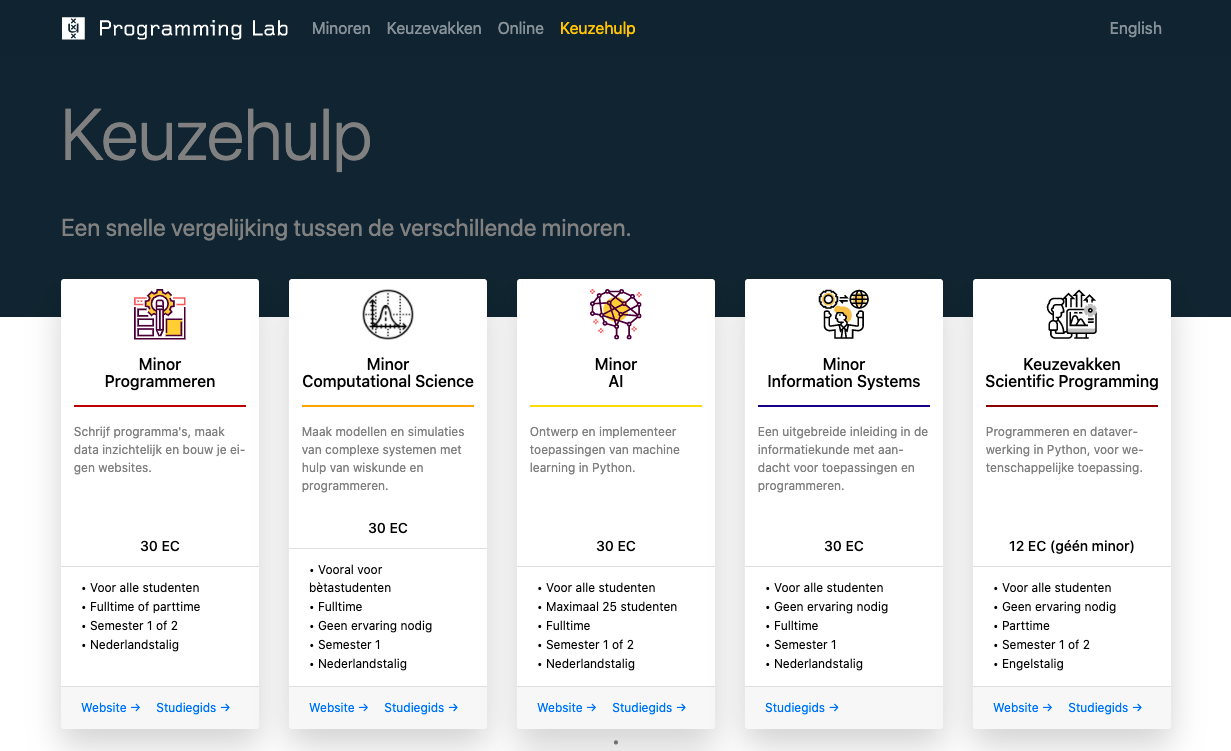 Programming Lab Minoren Keuzevakken Online Keuzehulp English
Keuzehulp
Een snelle vergelijking tussen de verschillende minoren.
Minor
Programmeren
Schrijf programma's, maak
data inzichtelijk en bouw je ei-
gen websites.
30 EC
• Voor alle studenten
• Fulltime of parttime
• Semester 1 of 2
• Nederlandstalig
Website → Studiegids →
Minor
Computational Science
Maak modellen en simulaties
van complexe systemen met
hulp van wiskunde en
programmeren.
30 EC
• Vooral voor
bètastudenten
• Fulltime
• Geen ervaring nodig
• Semester 1
• Nederlandstalig
Website → Studiegids →
Minor
AI
Ontwerp en implementeer
toepassingen van machine
learning in Python.
30 EC
• Voor alle studenten
• Maximaal 25 studenten
• Fulltime
• Semester 1 of 2
• Nederlandstalig
Website → Studiegids →
Minor
Information Systems
Een uitgebreide inleiding in de
informatiekunde met aan-
dacht voor toepassingen en
programmeren.
30 EC
• Voor alle studenten
• Geen ervaring nodig
• Fulltime
• Semester 1
• Nederlandstalig
Studiegids →
Keuzevakken
Scientific Programming
Programmeren en dataver-
werking in Python, voor we-
tenschappelijke toepassing.
12 EC (géén minor)
• Voor alle studenten
• Geen ervaring nodig
• Parttime
• Semester 1 of 2
• Engelstalig
Website → Studiegids →